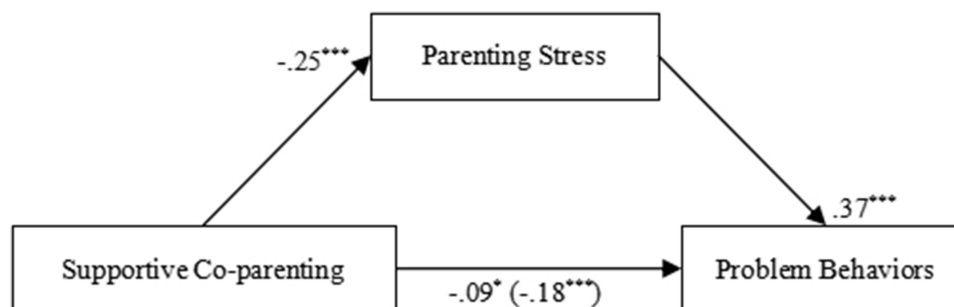 -.25***
Parenting Stress
.37***
Supportive Co-parenting
Problem Behaviors
-.09* (-.18***)